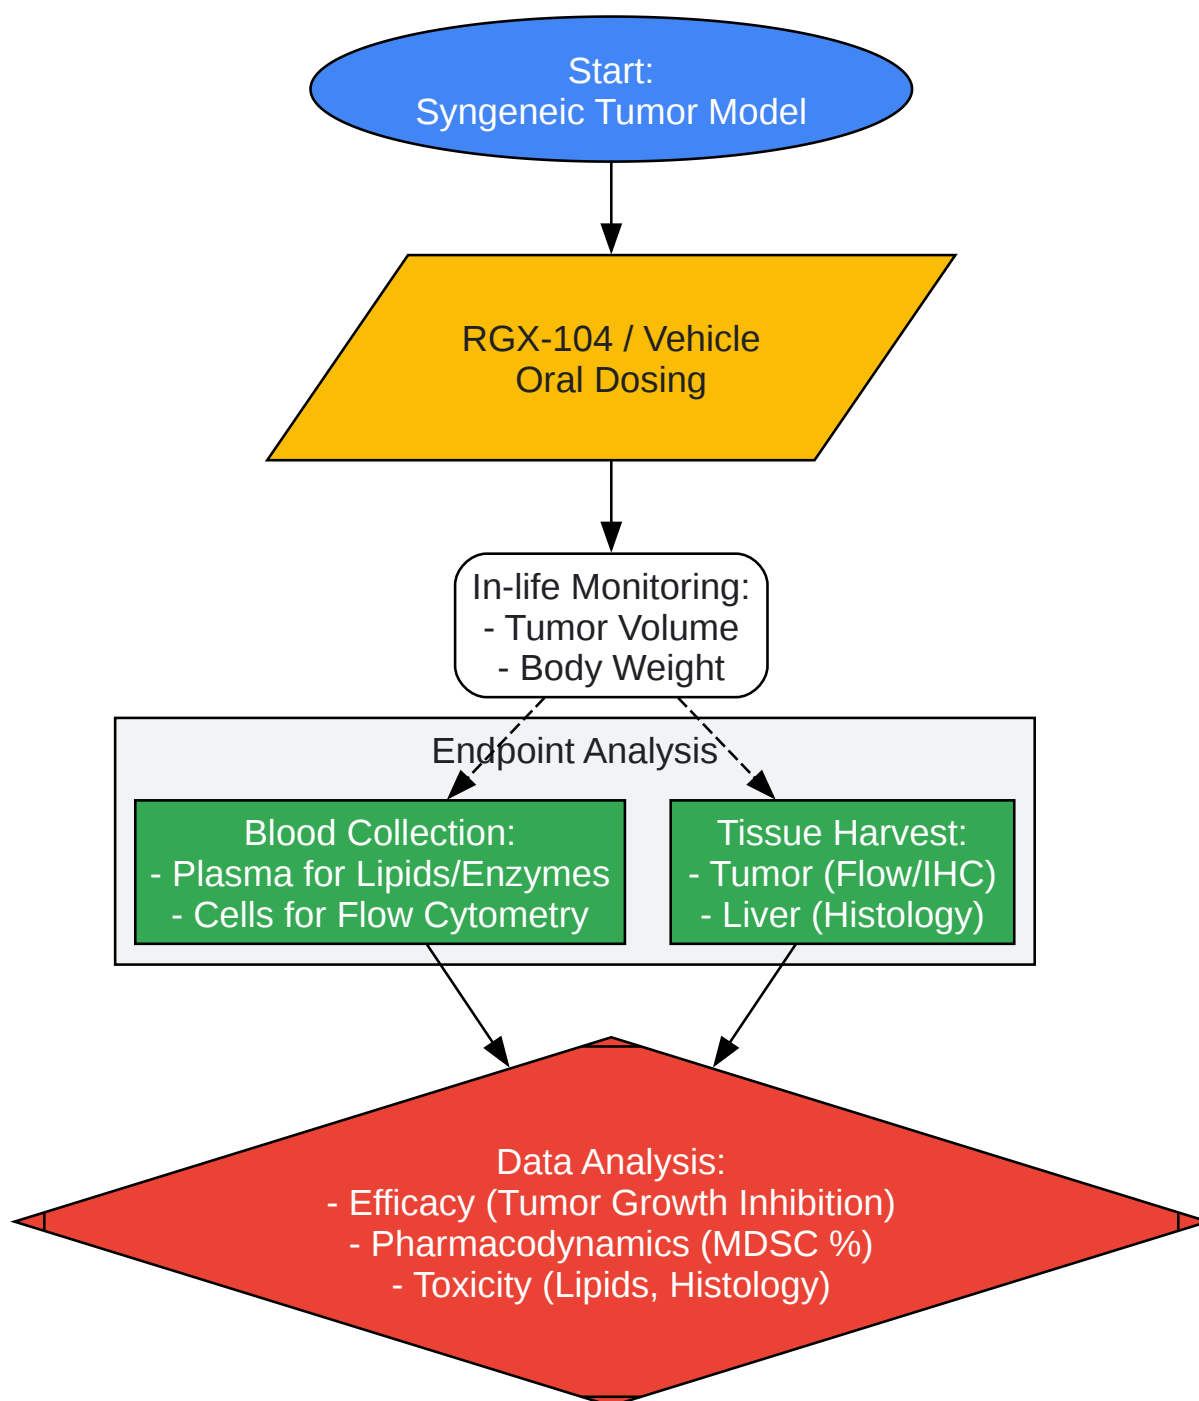 Start:
Syngeneic Tumor Model
RGX-104 / Vehicle
Oral Dosing
In-life Monitoring:
- Tumor Volume
- Body Weight
Endpoint Analysis
Blood Collection:
- Plasma for Lipids/Enzymes
- Cells for Flow Cytometry
Tissue Harvest:
- Tumor (Flow/IHC)
- Liver (Histology)
Data Analysis:
- Efficacy (Tumor Growth Inhibition)
- Pharmacodynamics (MDSC %)
- Toxicity (Lipids, Histology)